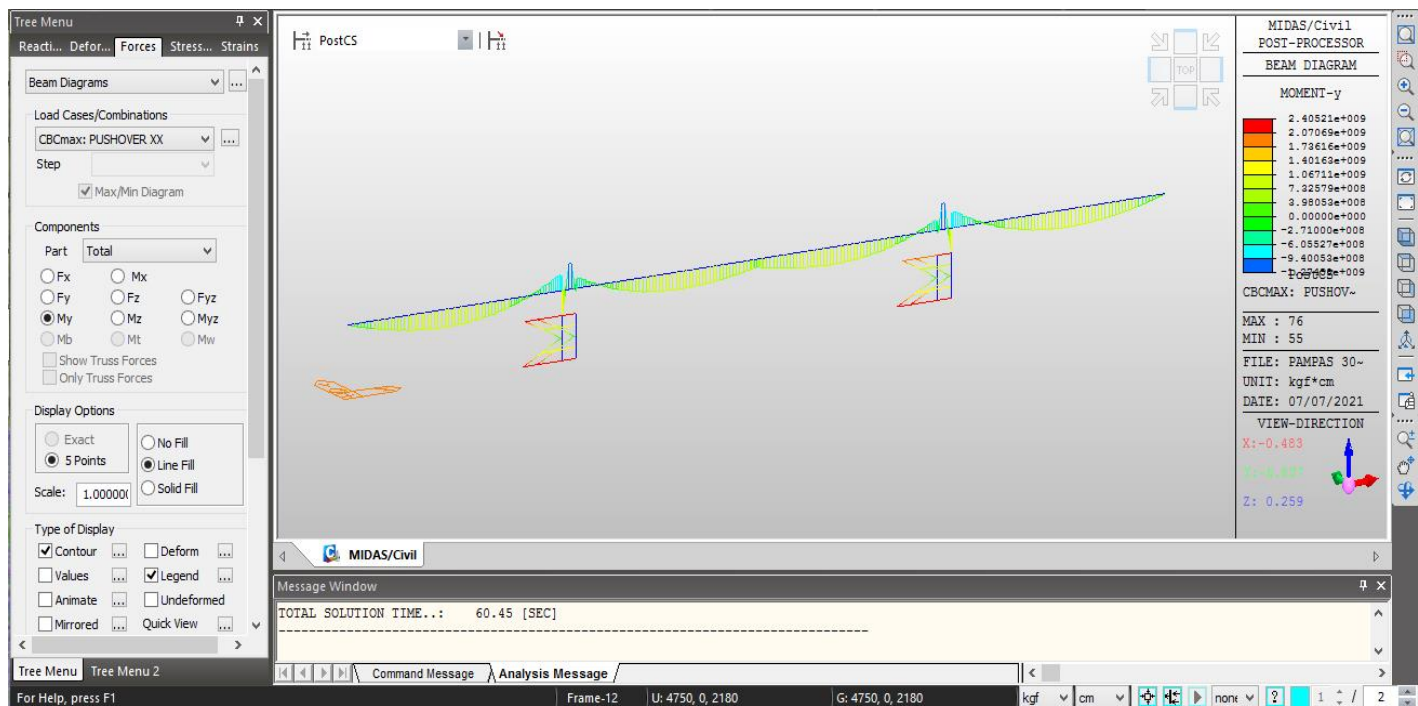 Tree Menu
Reacti... Defor... Forces Stress... Strains
Beam Diagrams ...
Load Cases/Combinations
CBCmax: PUSHOVER XX ...
Step
Max/Min Diagram
Components
Part Total
Fx Mx
Fy Fz Fyz
My Mz Myz
Mb Mt Mw
Show Truss Forces
Only Truss Forces
Display Options
Exact
5 Points
No Fill
Line Fill
Solid Fill
Scale: 1.00000
Type of Display
Contour ... Deform ...
Values ... Legend ...
Animate ... Undeformed
Mirrored ... Quick View ...
Tree Menu Tree Menu 2
PostCS
TOP
MIDAS/Civil
POST-PROCESSOR
BEAM DIAGRAM
MOMENT-y
2.40521e+009
2.07069e+009
1.73616e+009
1.40163e+009
1.06711e+009
7.32579e+008
3.98053e+008
0.00000e+000
-2.71000e+008
-6.05527e+008
-9.40053e+008
PostCS
CBCMAX: PUSHOV~
MAX : 76
MIN : 55
FILE: PAMPAS 30~
UNIT: kgf*cm
DATE: 07/07/2021
VIEW-DIRECTION
X:-0.483
Z: 0.259
MIDAS/Civil
Message Window
TOTAL SOLUTION TIME..: 60.45 [SEC]
Command Message Analysis Message
For Help, press F1 Frame-12 U: 4750, 0, 2180 G: 4750, 0, 2180 kgf cm none ? 1 / 2